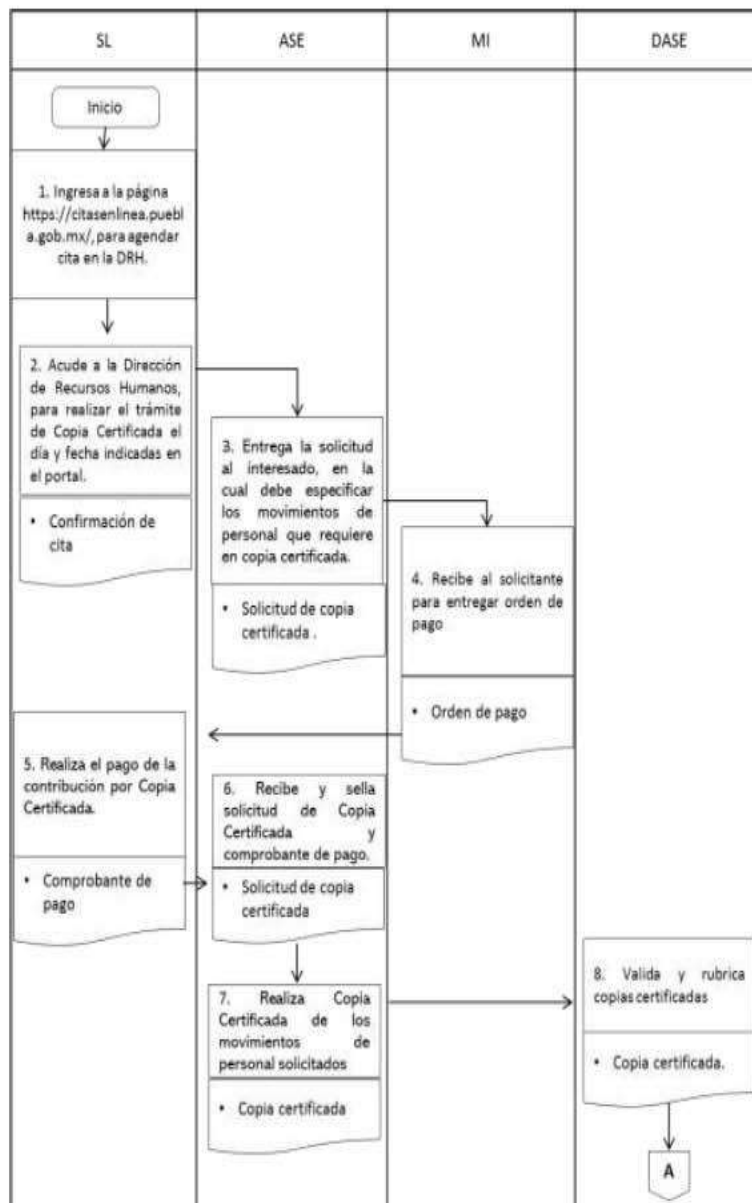 SL
ASE
MI
DASE
Inicio
1. Ingresa a la página
https://citasenlinea.puebl
a.gob.mx/, para agendar
cita en la DRH.
2. Acude a la Dirección
de Recursos Humanos,
para realizar el trámite
de Copia Certificada el
día y fecha indicadas en
el portal.
• Confirmación de
cita
3. Entrega la solicitud
al interesado, en la
cual debe especificar
los movimientos de
personal que requiere
en copia certificada.
• Solicitud de copia
certificada .
4. Recibe al solicitante
para entregar orden de
pago
• Orden de pago
5. Realiza el pago de la
contribución por Copia
Certificada.
• Comprobante de
pago
6. Recibe y sella
solicitud de Copia
Certificada y
comprobante de pago.
• Solicitud de copia
certificada
7. Realiza Copia
Certificada de los
movimientos de
personal solicitados
• Copia certificada
8. Valida y rubrica
copias certificadas
• Copia certificada.
A